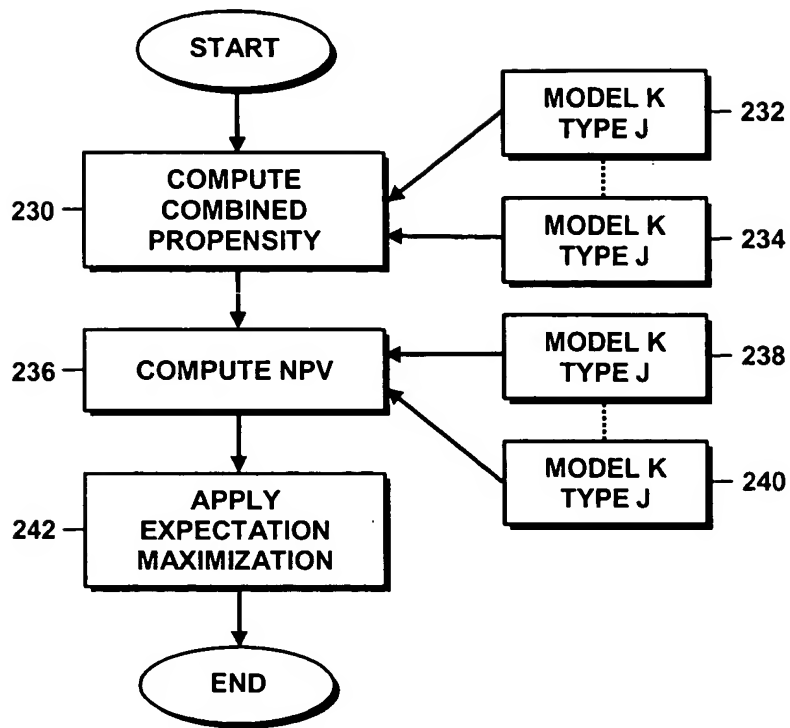 START
MODEL K
TYPE J
232
230
COMPUTE
COMBINED
PROPENSITY
MODEL K
TYPE J
234
236
COMPUTE NPV
MODEL K
TYPE J
238
MODEL K
TYPE J
240
242
APPLY
EXPECTATION
MAXIMIZATION
END